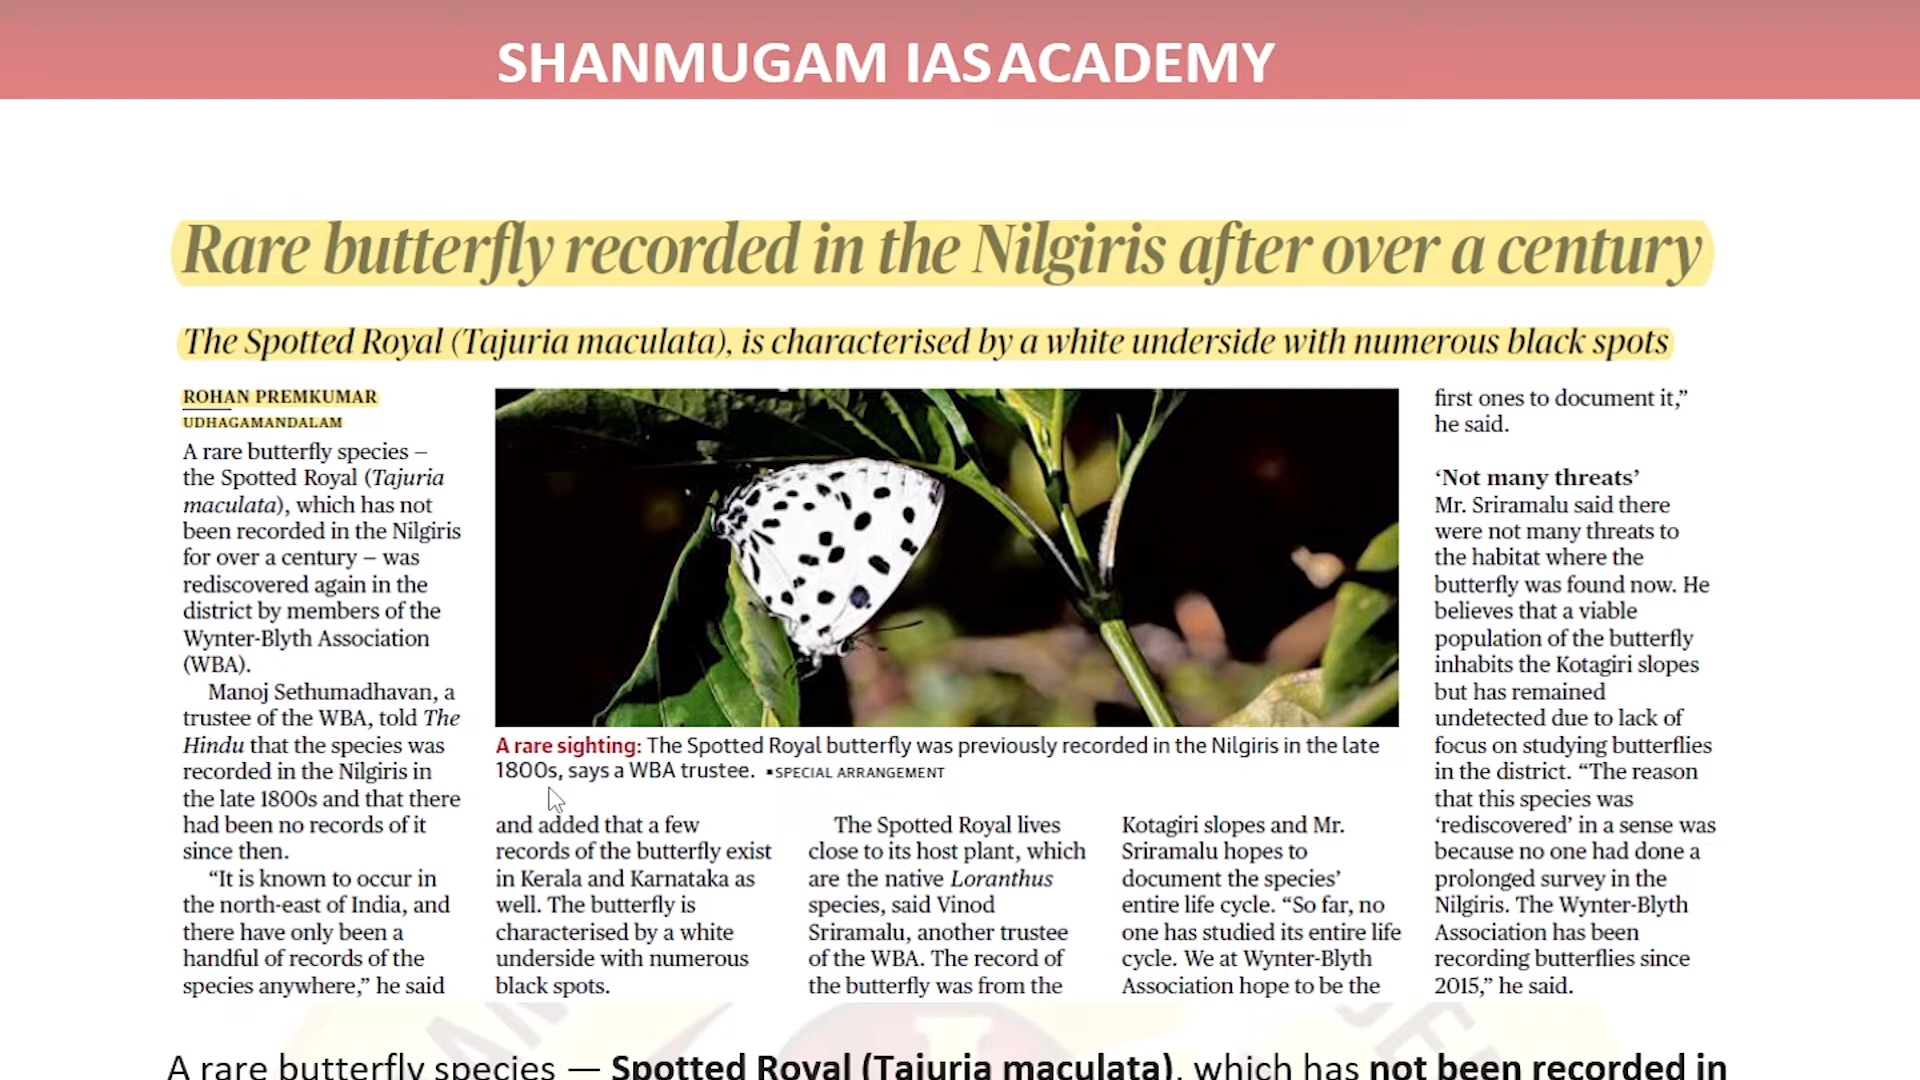 SHANMUGAM IAS ACADEMY
Rare butterfly recorded in the Nilgiris after over a century
The Spotted Royal (Tajuria maculata), is characterised by a white underside with numerous black spots
ROHAN PREMKUMAR
UDHAGAMANDALAM
A rare butterfly species –
the Spotted Royal (Tajuria
maculata), which has not
been recorded in the Nilgiris
for over a century – was
rediscovered again in the
district by members of the
Wynter-Blyth Association
(WBA).
Manoj Sethumadhavan, a
trustee of the WBA, told The
Hindu that the species was
recorded in the Nilgiris in
the late 1800s and that there
had been no records of it
since then.
“It is known to occur in
the north-east of India, and
there have only been a
handful of records of the
species anywhere,” he said
A rare sighting: The Spotted Royal butterfly was previously recorded in the Nilgiris in the late
1800s, says a WBA trustee. ▪SPECIAL ARRANGEMENT
and added that a few
records of the butterfly exist
in Kerala and Karnataka as
well. The butterfly is
characterised by a white
underside with numerous
black spots.
The Spotted Royal lives
close to its host plant, which
are the native Loranthus
species, said Vinod
Sriramalu, another trustee
of the WBA. The record of
the butterfly was from the
Kotagiri slopes and Mr.
Sriramalu hopes to
document the species’
entire life cycle. “So far, no
one has studied its entire life
cycle. We at Wynter-Blyth
Association hope to be the
first ones to document it,”
he said.
‘Not many threats’
Mr. Sriramalu said there
were not many threats to
the habitat where the
butterfly was found now. He
believes that a viable
population of the butterfly
inhabits the Kotagiri slopes
but has remained
undetected due to lack of
focus on studying butterflies
in the district. “The reason
that this species was
‘rediscovered’ in a sense was
because no one had done a
prolonged survey in the
Nilgiris. The Wynter-Blyth
Association has been
recording butterflies since
2015,” he said.
A rare butterfly species — Spotted Royal (Tajuria maculata), which has not been recorded in